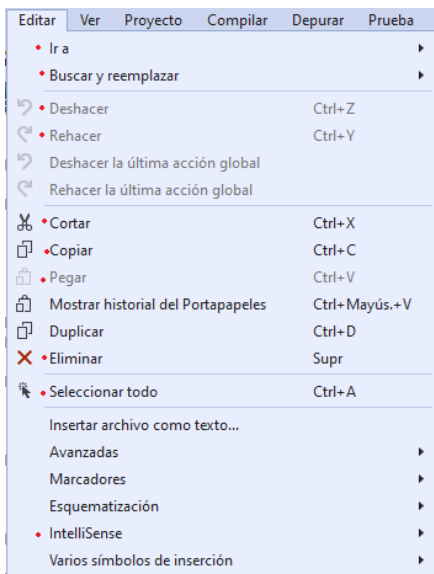 Editar Ver Proyecto Compilar Depurar Prueba
Ir a
Buscar y reemplazar
Deshacer Ctrl+Z
Rehacer Ctrl+Y
Deshacer la última acción global
Rehacer la última acción global
Cortar Ctrl+X
Copiar Ctrl+C
Pegar Ctrl+V
Mostrar historial del Portapapeles Ctrl+Mayús.+V
Duplicar Ctrl+D
Eliminar Supr
Seleccionar todo Ctrl+A
Insertar archivo como texto...
Avanzadas
Marcadores
Esquematización
IntelliSense
Varios símbolos de inserción